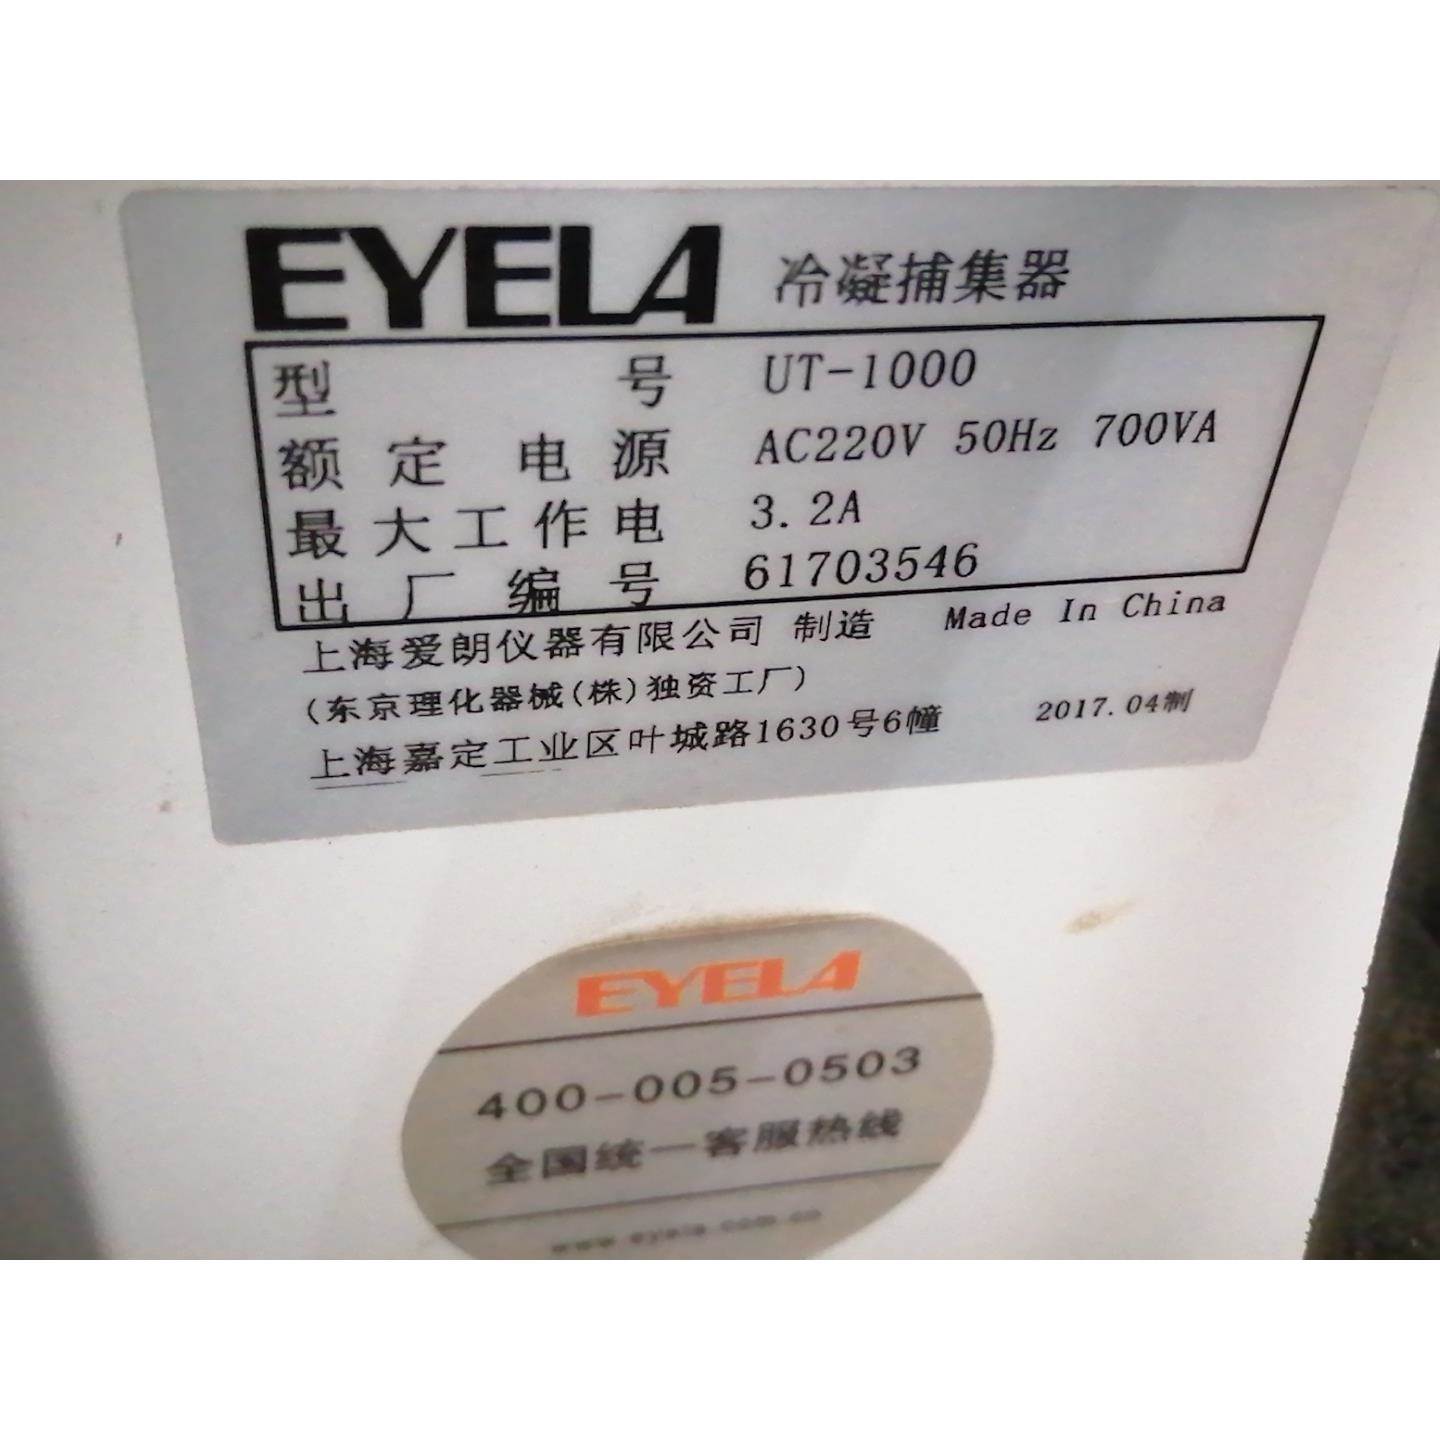 EYELA 冷凝捕集器
型号 UT-1000
额定电源 AC220V 50Hz 700VA
最大工作电 3.2A
出厂编号 61703546
上海爱朗仪器有限公司 制造 Made In China
(东京理化器械(株)独资工厂)
上海嘉定工业区叶城路1630号6幢 2017.04制
EYELA
400-005-0503
全国统一客服热线
www.eyela.com.cn